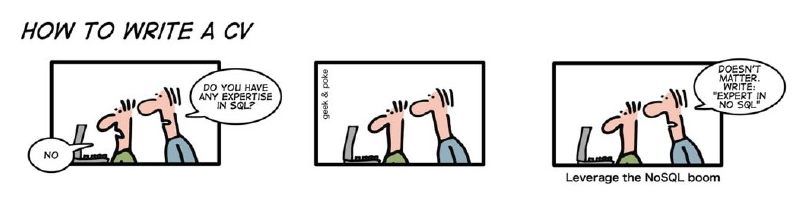 HOW TO WRITE A CV
DO YOU HAVE
ANY EXPERTISE
IN SQL?
NO
geek & poke
DOESN'T
MATTER.
WRITE:
"EXPERT IN
NO SQL"
Leverage the NoSQL boom